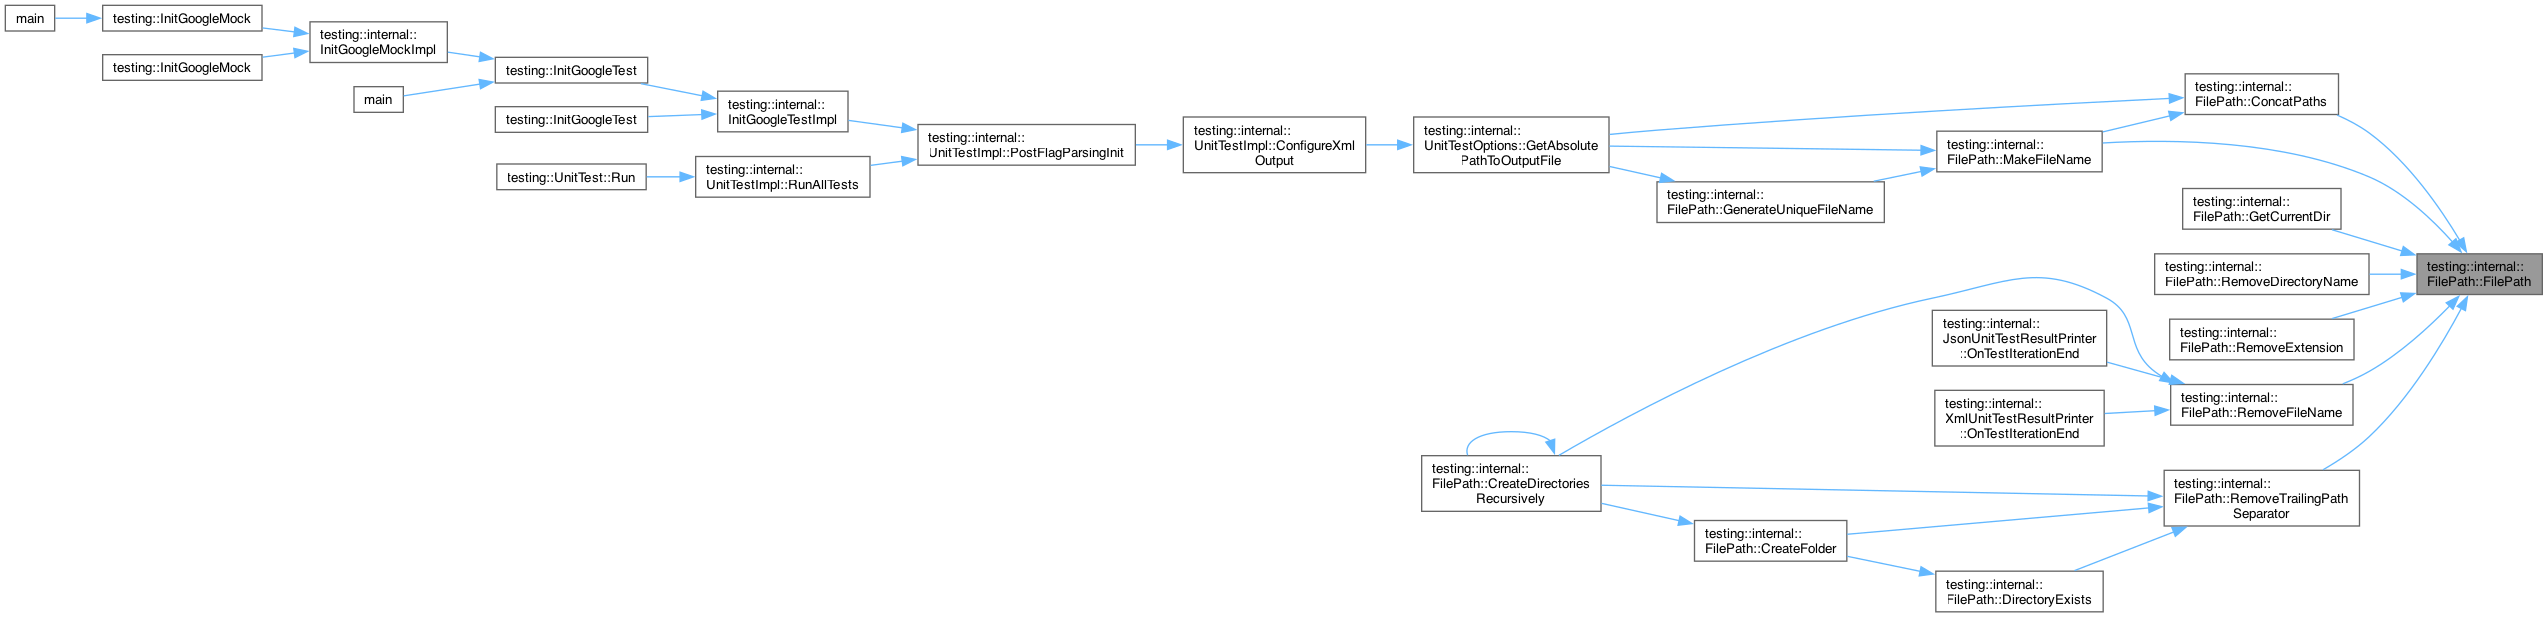 main
testing::InitGoogleMock
testing::InitGoogleMock
testing::internal::
InitGoogleMockImpl
main
testing::InitGoogleTest
testing::InitGoogleTest
testing::UnitTest::Run
testing::internal::
InitGoogleTestImpl
testing::internal::
UnitTestImpl::RunAllTests
testing::internal::
UnitTestImpl::PostFlagParsingInit
testing::internal::
UnitTestImpl::ConfigureXml
Output
testing::internal::
UnitTestOptions::GetAbsolute
PathToOutputFile
testing::internal::
FilePath::GenerateUniqueFileName
testing::internal::
FilePath::MakeFileName
testing::internal::
FilePath::ConcatPaths
testing::internal::
FilePath::GetCurrentDir
testing::internal::
FilePath::RemoveDirectoryName
testing::internal::
FilePath::FilePath
testing::internal::
FilePath::RemoveExtension
testing::internal::
JsonUnitTestResultPrinter
::OnTestIterationEnd
testing::internal::
XmlUnitTestResultPrinter
::OnTestIterationEnd
testing::internal::
FilePath::RemoveFileName
testing::internal::
FilePath::CreateDirectories
Recursively
testing::internal::
FilePath::RemoveTrailingPath
Separator
testing::internal::
FilePath::CreateFolder
testing::internal::
FilePath::DirectoryExists